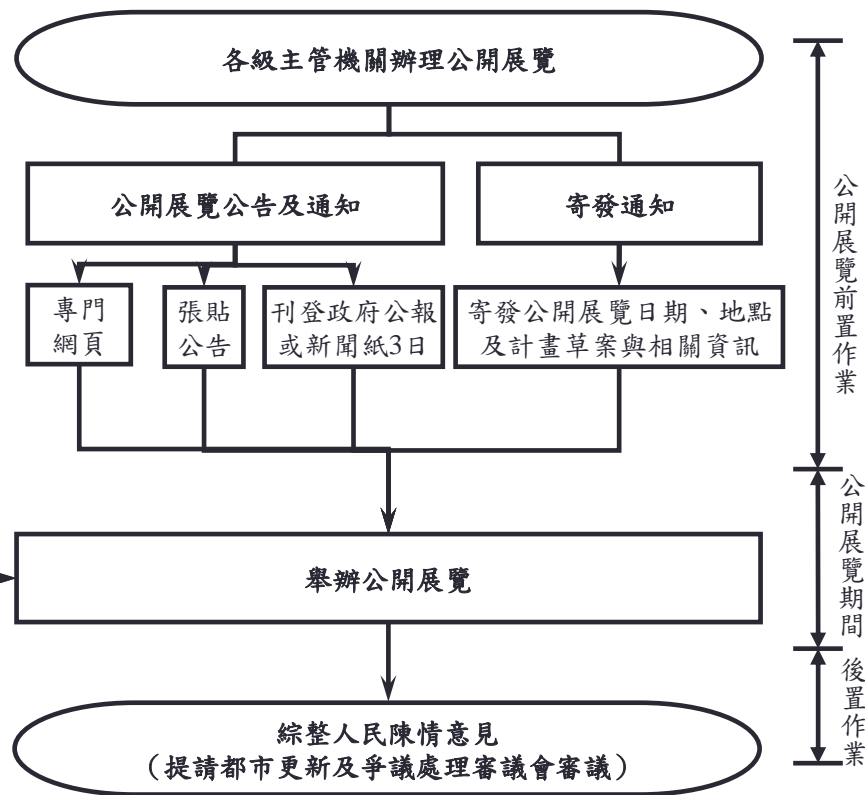 各級主管機關辦理公開展覽
公開展覽公告及通知
寄發通知
專門
網頁
張貼
公告
刊登政府公報
或新聞紙3日
寄發公開展覽日期、地點
及計畫草案與相關資訊
公開展覽前置作業
舉辦公開展覽
公開展覽期間
綜整人民陳情意見
（提請都市更新及爭議處理審議會審議）
後置作業